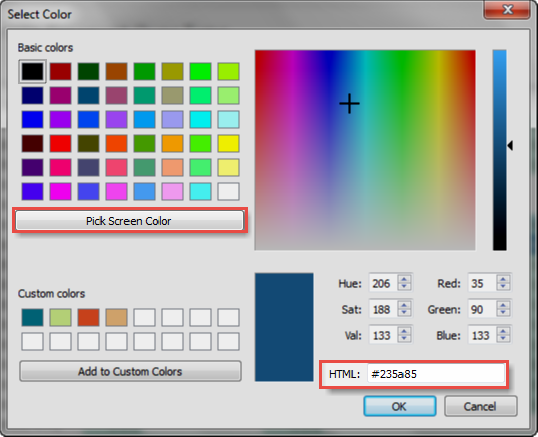 Select Color
Basic colors
Pick Screen Color
Custom colors
Add to Custom Colors
Hue: 206 Red: 35
Sat: 188 Green: 90
Val: 133 Blue: 133
HTML: #235a85
OK Cancel